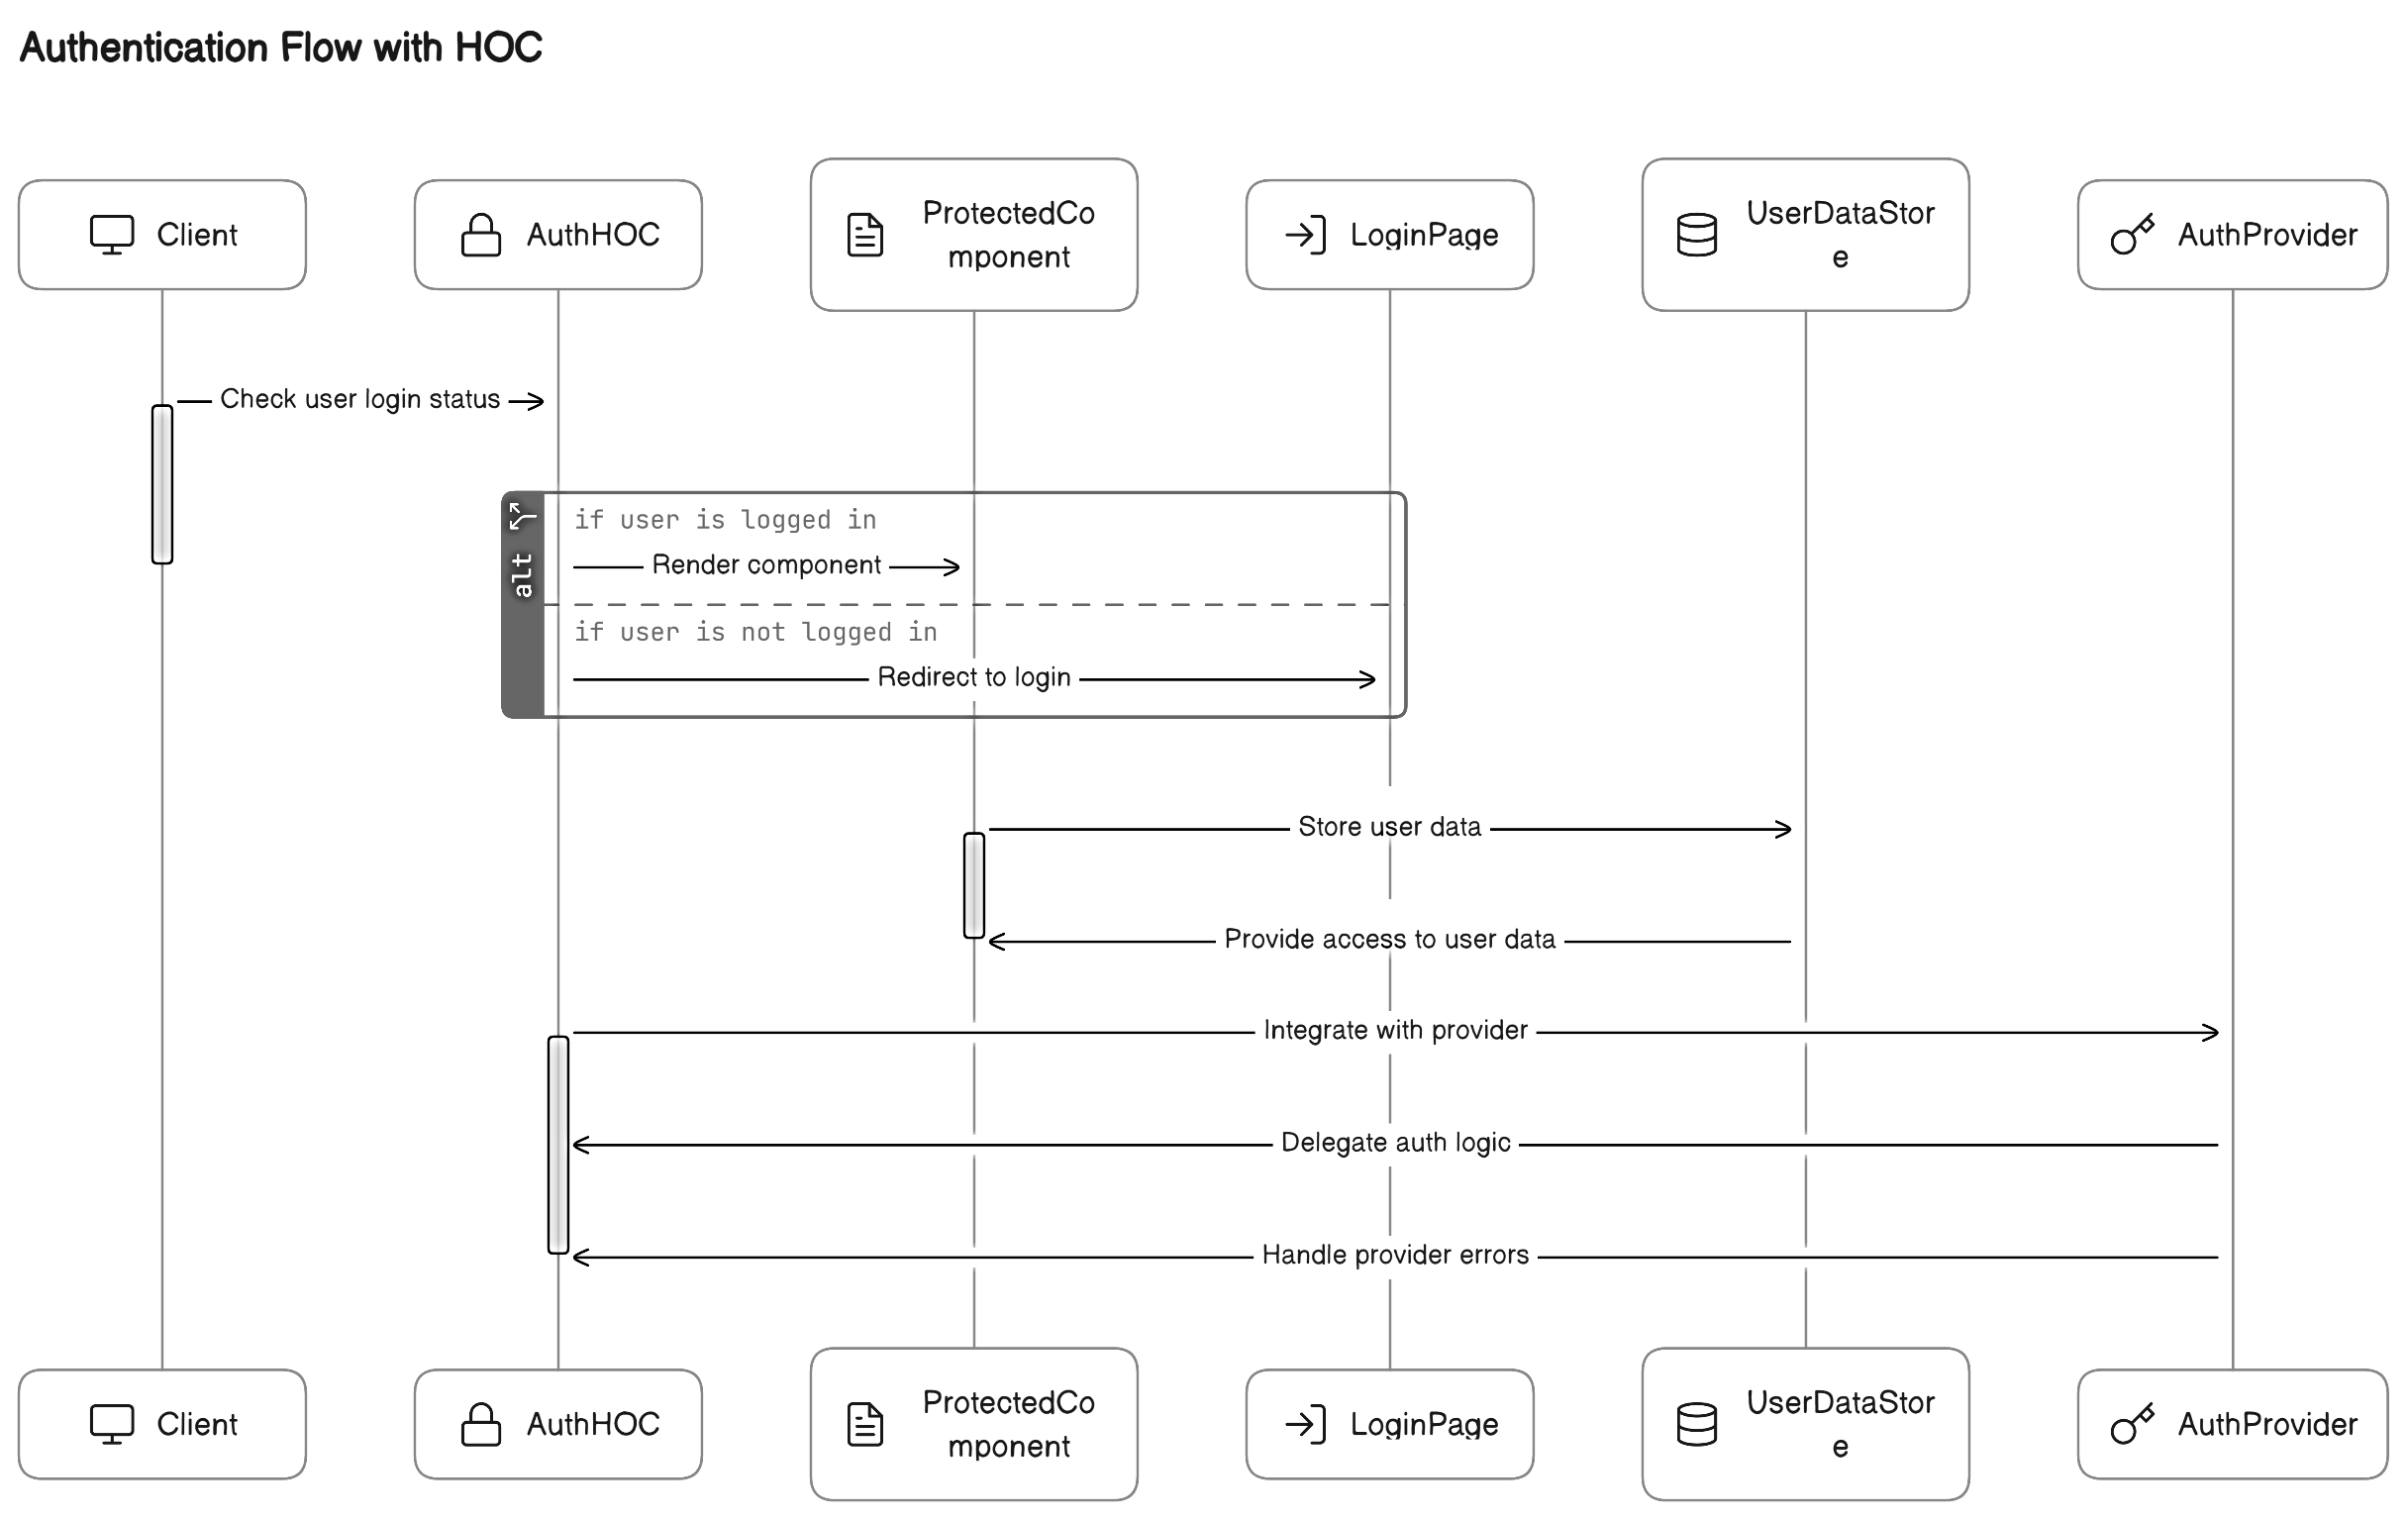 Authentication Flow with HOC
Client
AuthHOC
ProtectedCo
mponent
LoginPage
UserDataStor
e
AuthProvider
Check user login status
alt
if user is logged in
Render component
if user is not logged in
Redirect to login
Store user data
Provide access to user data
Integrate with provider
Delegate auth logic
Handle provider errors
Client
AuthHOC
ProtectedCo
mponent
LoginPage
UserDataStor
e
AuthProvider